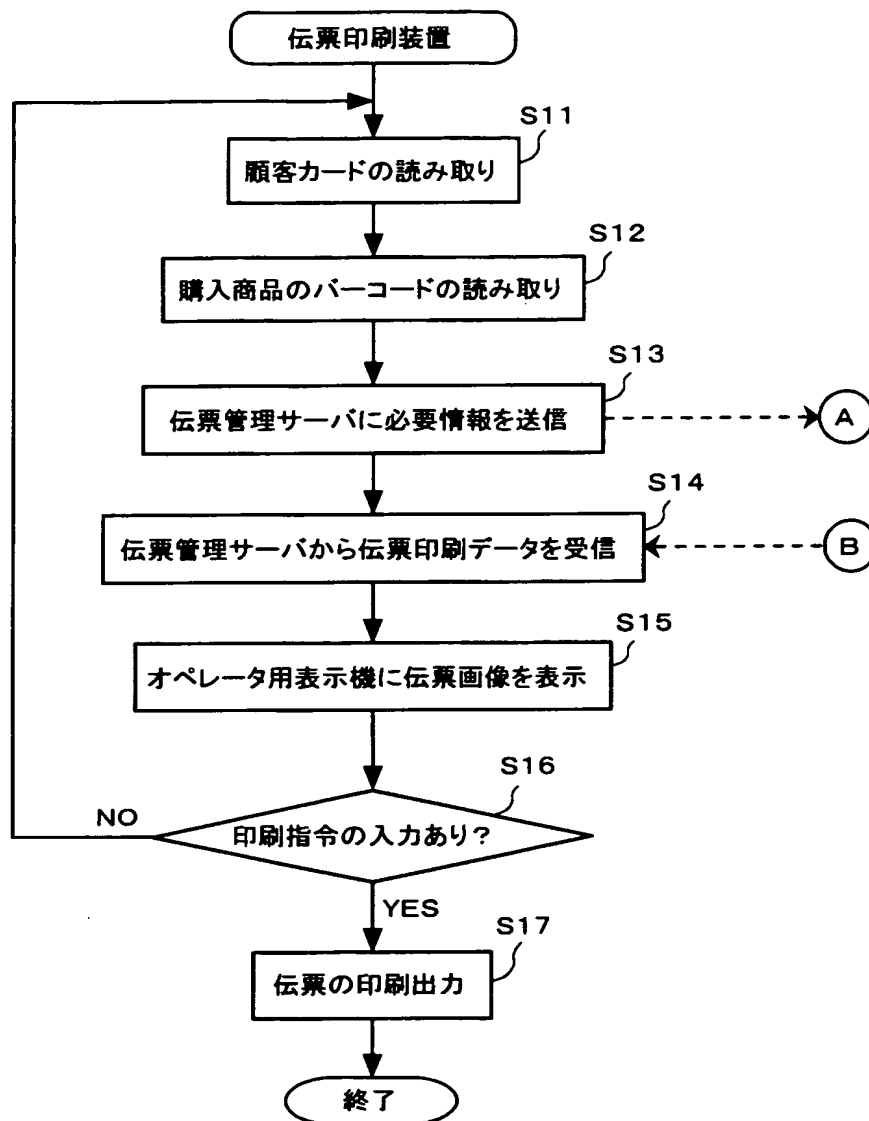 伝票印刷装置
S11
顧客カードの読み取り
S12
購入商品のバーコードの読み取り
S13
伝票管理サーバに必要情報を送信
A
S14
伝票管理サーバから伝票印刷データを受信
B
S15
オペレータ用表示機に伝票画像を表示
S16
NO
印刷指令の入力あり?
YES
S17
伝票の印刷出力
終了